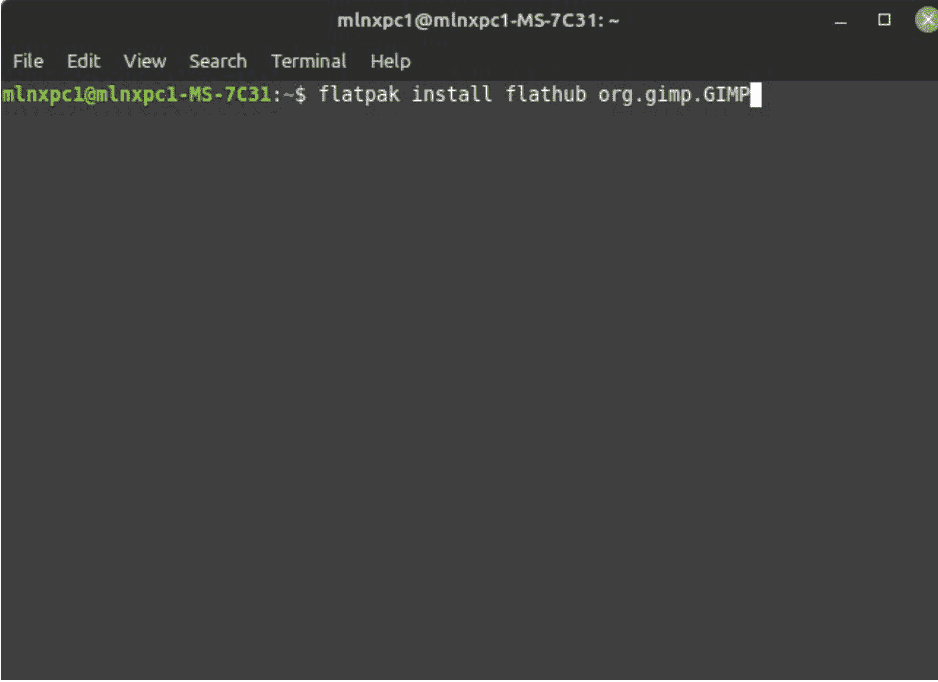 mlnxpc1@mlnxpc1-MS-7C31: ~
File Edit View Search Terminal Help
mlnxpc1@mlnxpc1-MS-7C31:~$ flatpak install flathub org.gimp.GIMP